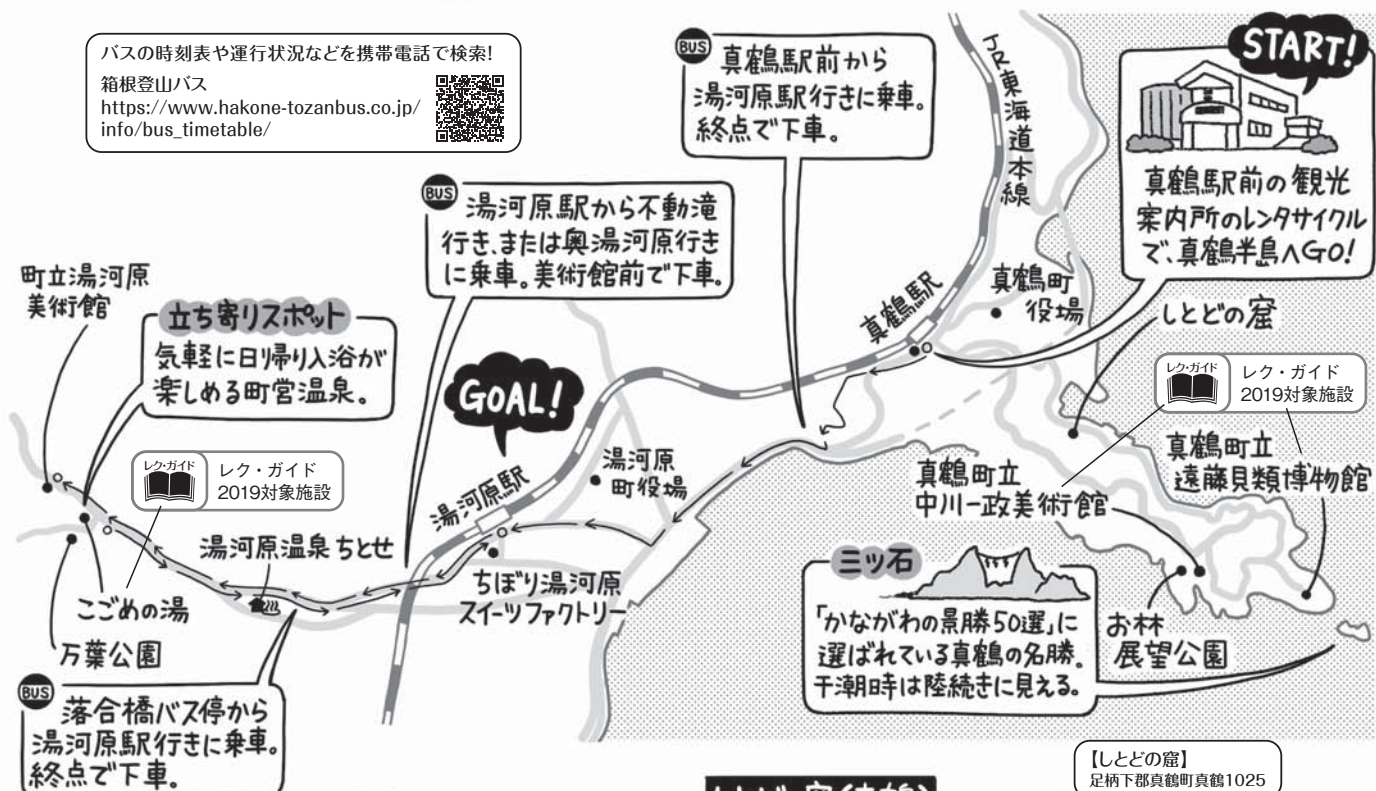 バスの時刻表や運行状況などを携帯電話で検索!
箱根登山バス
https://www.hakone-tozanbus.co.jp/
info/bus_timetable/
BUS
真鶴駅前から
湯河原駅行きに乗車。
終点で下車。
JR東海道本線
START!
真鶴駅前の観光
案内所のレンタサイクル
で、真鶴半島へGO!
BUS
湯河原駅から不動滝
行き、または奥湯河原行き
に乗車。美術館前で下車。
町立湯河原
美術館
立ち寄りスポット
気軽に日帰り入浴が
楽しめる町営温泉。
GOAL!
真鶴駅
真鶴町
役場
しとどの窟
レク・ガイド
レク・ガイド
2019対象施設
真鶴町立
遠藤貝類博物館
真鶴町立
中川一政美術館
レク・ガイド
レク・ガイド
2019対象施設
湯河原駅
湯河原
町役場
湯河原温泉 ちとせ
ちぼり湯河原
スイーツファクトリー
こごめの湯
万葉公園
三ッ石
「かながわの景勝50選」に
選ばれている真鶴の名勝。
干潮時は陸続きに見える。
お林
展望公園
BUS
落合橋バス停から
湯河原駅行きに乗車。
終点で下車。
【しとどの窟】
足柄下郡真鶴町真鶴1025